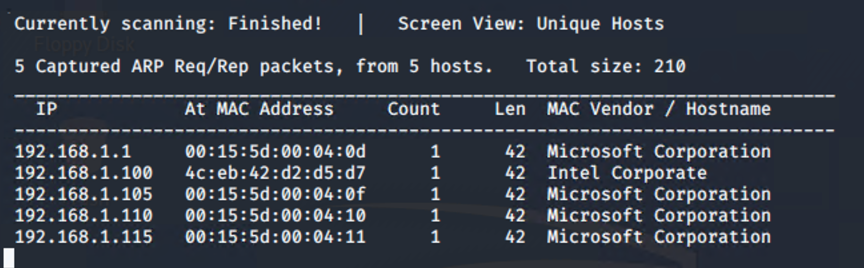 Currently scanning: Finished!   |   Screen View: Unique Hosts
Floppy Disk
5 Captured ARP Req/Rep packets, from 5 hosts.   Total size: 210
_____________________________________________________________________________
  IP            At MAC Address     Count     Len  MAC Vendor / Hostname
-----------------------------------------------------------------------------
192.168.1.1     00:15:5d:00:04:0d      1      42  Microsoft Corporation
192.168.1.100   4c:eb:42:d2:d5:d7      1      42  Intel Corporate
192.168.1.105   00:15:5d:00:04:0f      1      42  Microsoft Corporation
192.168.1.110   00:15:5d:00:04:10      1      42  Microsoft Corporation
192.168.1.115   00:15:5d:00:04:11      1      42  Microsoft Corporation